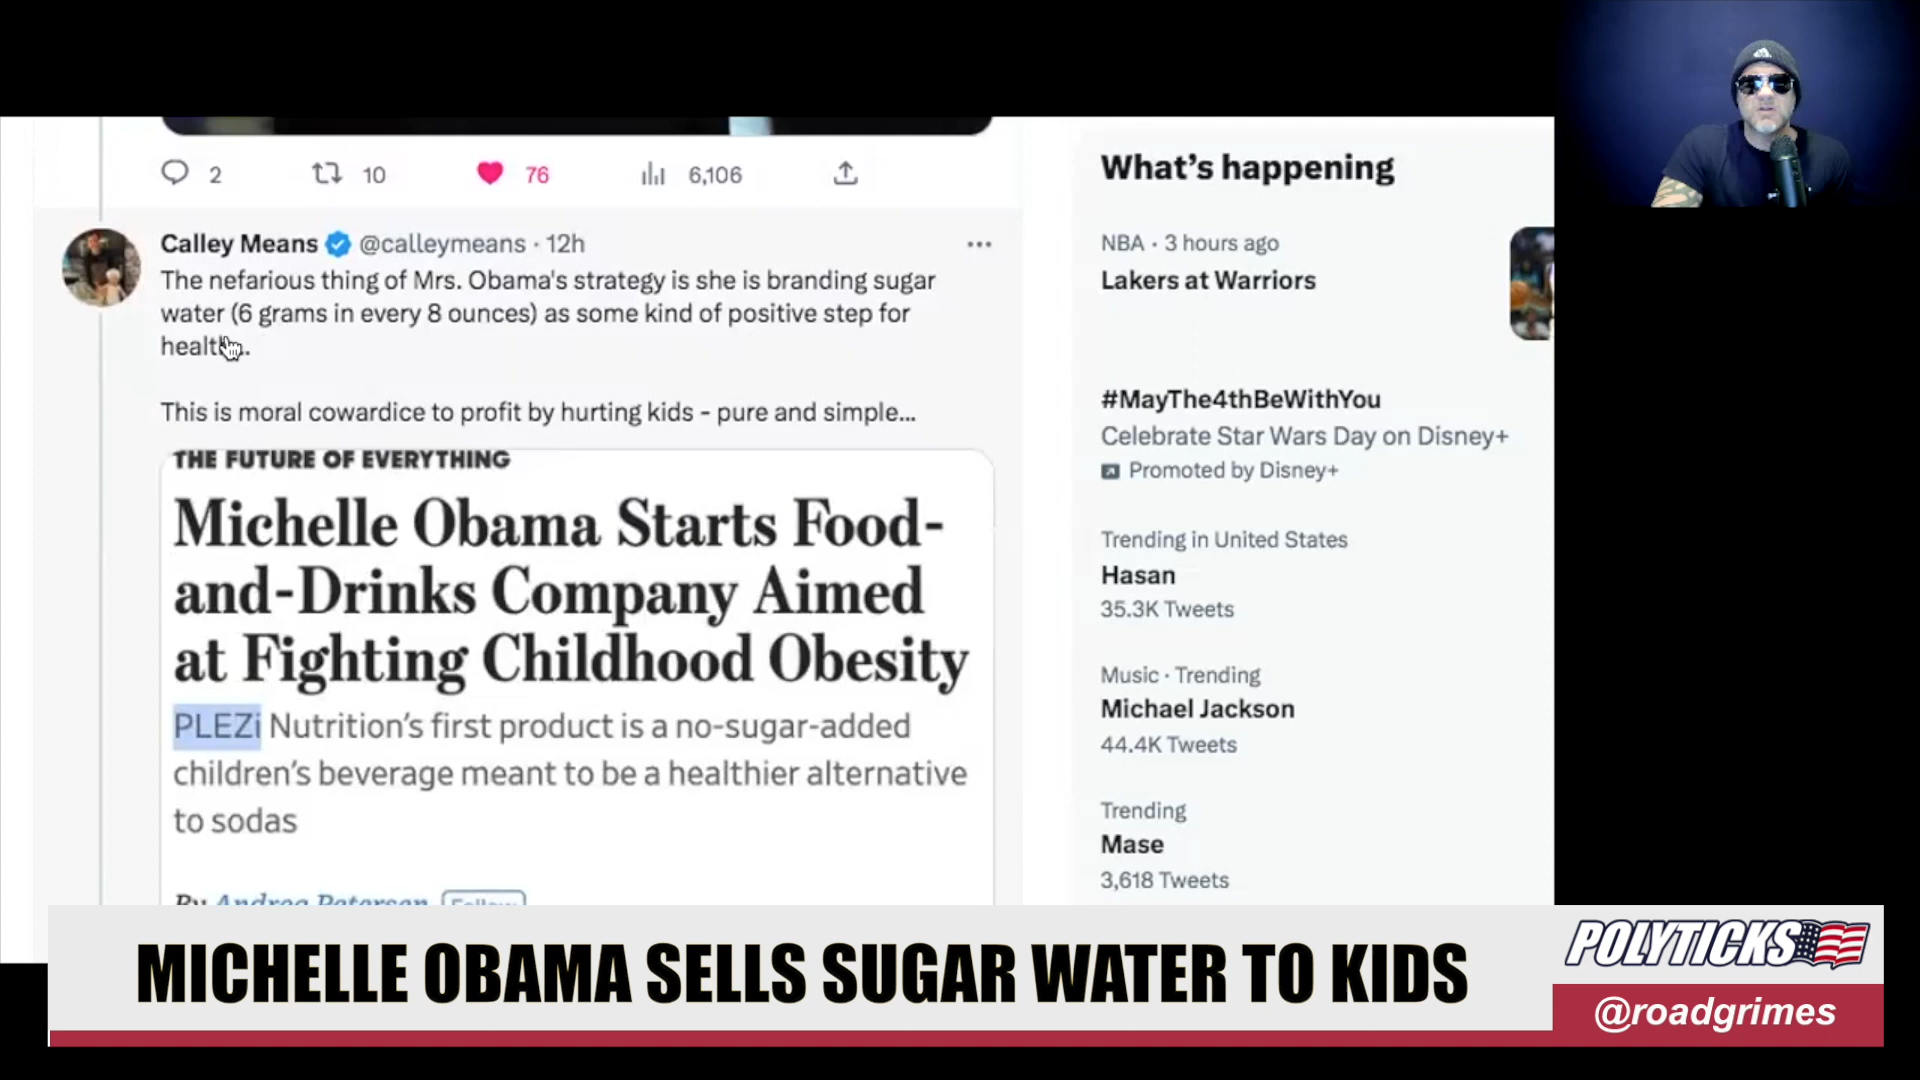 2 10 76 6,106
Calley Means @calleymeans · 12h
The nefarious thing of Mrs. Obama's strategy is she is branding sugar
water (6 grams in every 8 ounces) as some kind of positive step for
health.
This is moral cowardice to profit by hurting kids - pure and simple...
THE FUTURE OF EVERYTHING
Michelle Obama Starts Food-
and-Drinks Company Aimed
at Fighting Childhood Obesity
PLEZi Nutrition's first product is a no-sugar-added
children's beverage meant to be a healthier alternative
to sodas
By Andrea Petersen Follow
What's happening
NBA · 3 hours ago
Lakers at Warriors
#MayThe4thBeWithYou
Celebrate Star Wars Day on Disney+
Promoted by Disney+
Trending in United States
Hasan
35.3K Tweets
Music · Trending
Michael Jackson
44.4K Tweets
Trending
Mase
3,618 Tweets
MICHELLE OBAMA SELLS SUGAR WATER TO KIDS
POLYTICKS
@roadgrimes